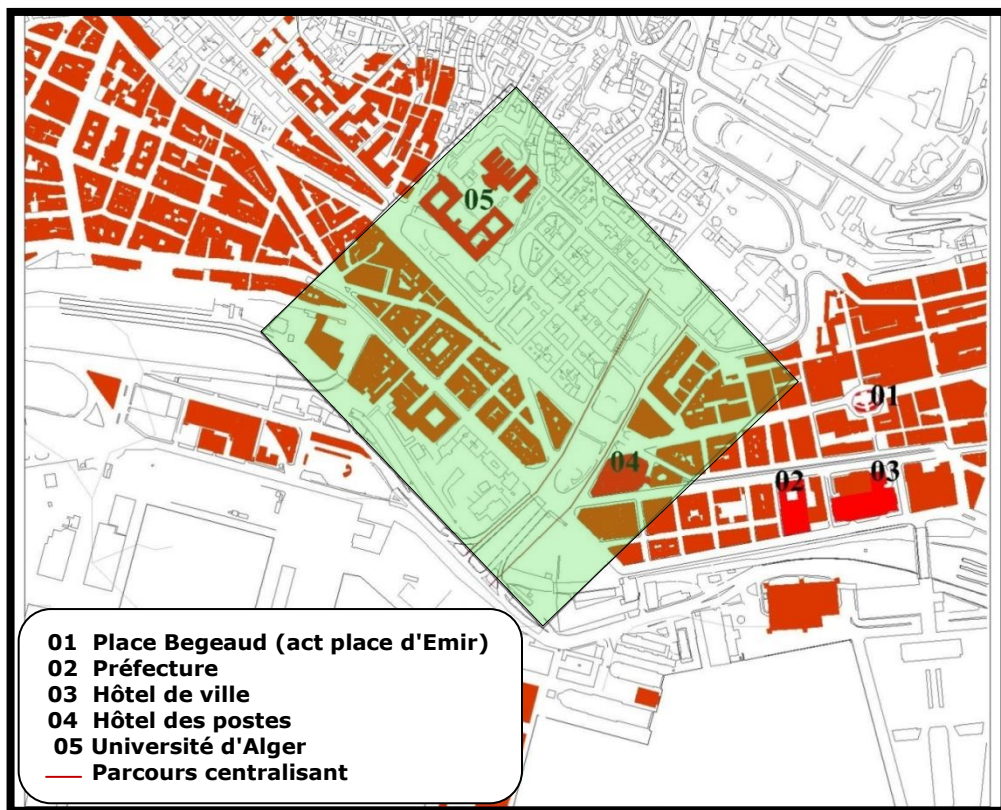 05
01
04
02
03
01 Place Begeaud (act place d'Emir)
02 Préfecture
03 Hôtel de ville
04 Hôtel des postes
05 Université d'Alger
Parcours centralisant